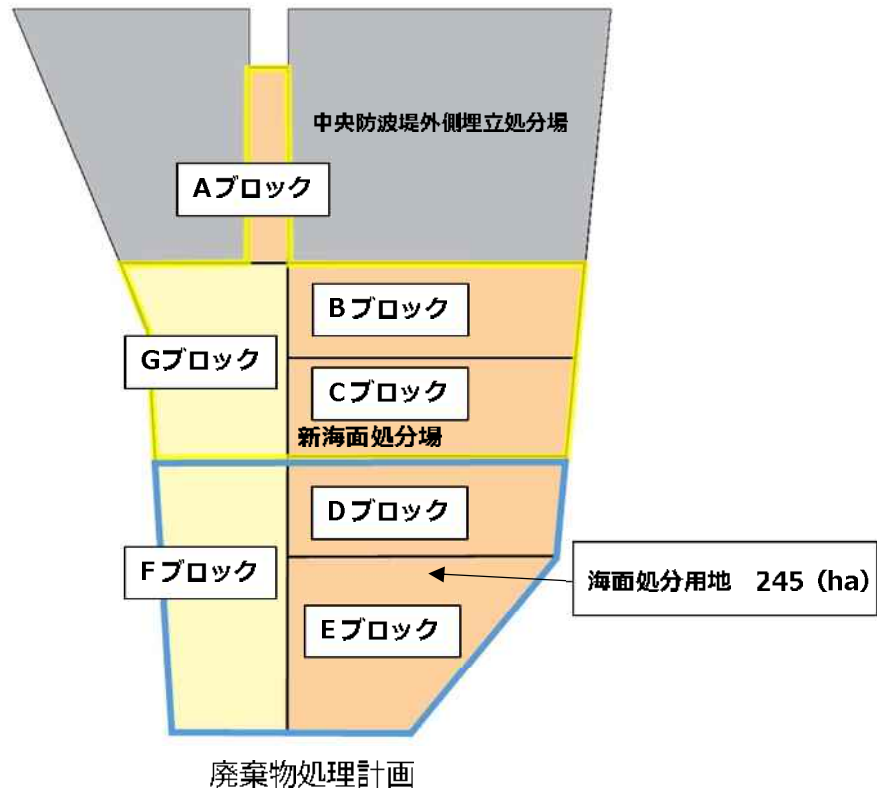 中央防波堤外側埋立処分場
Aブロック
Bブロック
Gブロック
Cブロック
新海面処分場
Dブロック
Fブロック
海面処分用地 245（ha）
Eブロック
廃棄物処理計画